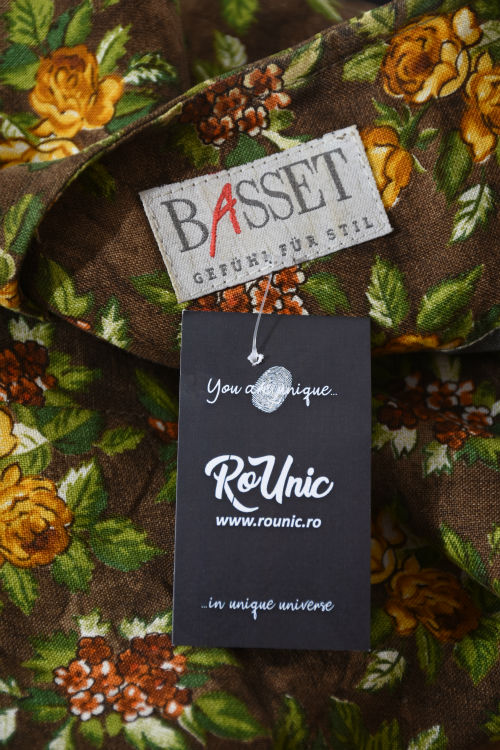 BASSET
GEFÜHL FÜR STIL
You are unique...
RoUnic
www.rounic.ro
...in unique universe